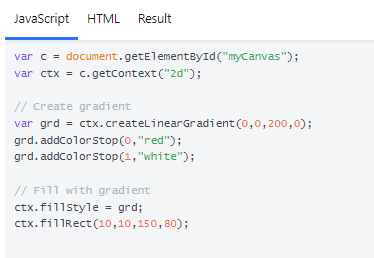 JavaScript HTML Result
var c = document.getElementById("myCanvas");
var ctx = c.getContext("2d");
// Create gradient
var grd = ctx.createLinearGradient(0,0,200,0);
grd.addColorStop(0,"red");
grd.addColorStop(1,"white");
// Fill with gradient
ctx.fillStyle = grd;
ctx.fillRect(10,10,150,80);